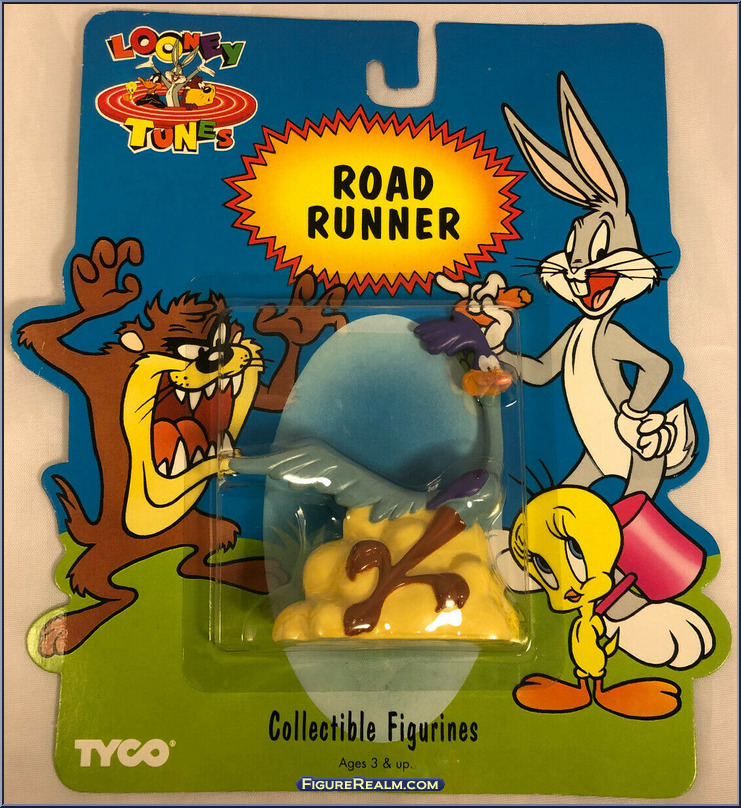 LOONEY
TUNES
ROAD
RUNNER
Collectible Figurines
TYCO®
Ages 3 & up.
FIGUREREALM.COM